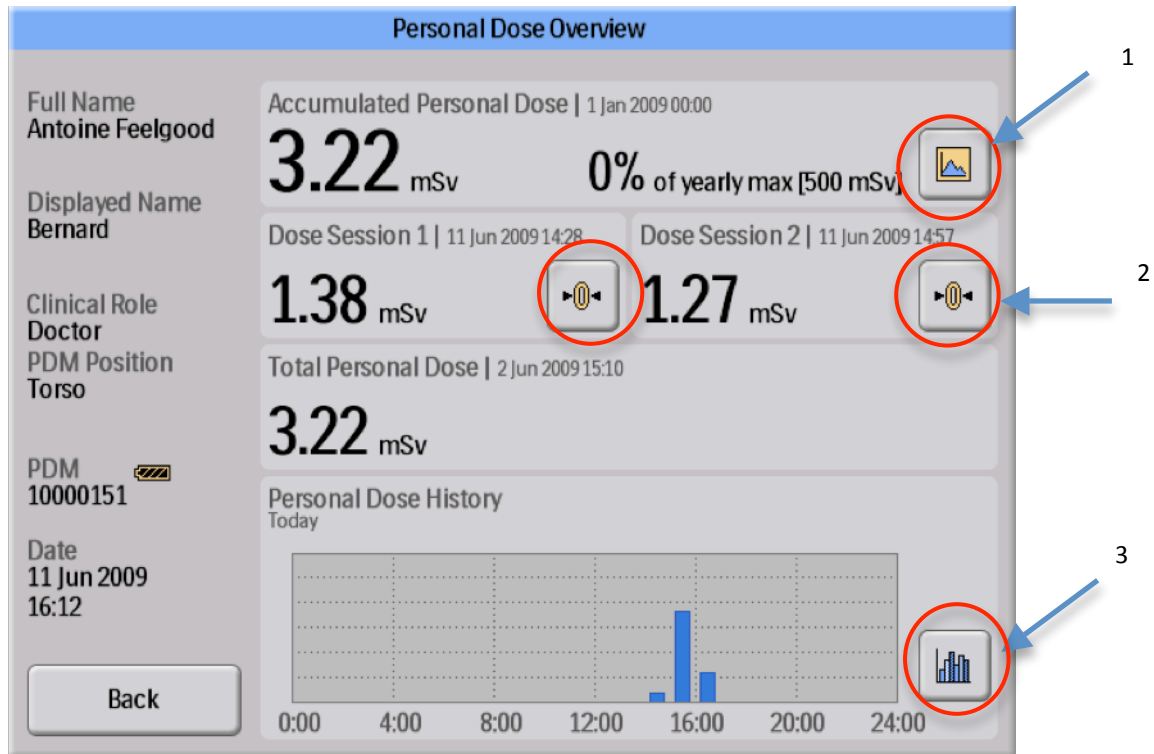 Personal Dose Overview
1
Full Name
Antoine Feelgood
Accumulated Personal Dose | 1 Jan 2009 00:00
3.22 mSv 0% of yearly max [500 mSv]
Displayed Name
Bernard
Dose Session 1 | 11 Jun 2009 14:28
1.38 mSv
0
Dose Session 2 | 11 Jun 2009 14:57
1.27 mSv
0
2
Clinical Role
Doctor
PDM Position
Torso
Total Personal Dose | 2 Jun 2009 15:10
3.22 mSv
PDM
10000151
Date
11 Jun 2009
16:12
Personal Dose History
Today
3
0:00 4:00 8:00 12:00 16:00 20:00 24:00
Back